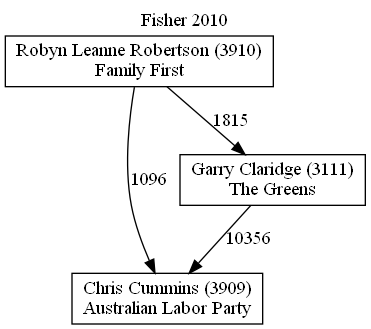 Fisher 2010
Robyn Leanne Robertson (3910)
Family First
1815
Garry Claridge (3111)
The Greens
1096
10356
Chris Cummins (3909)
Australian Labor Party